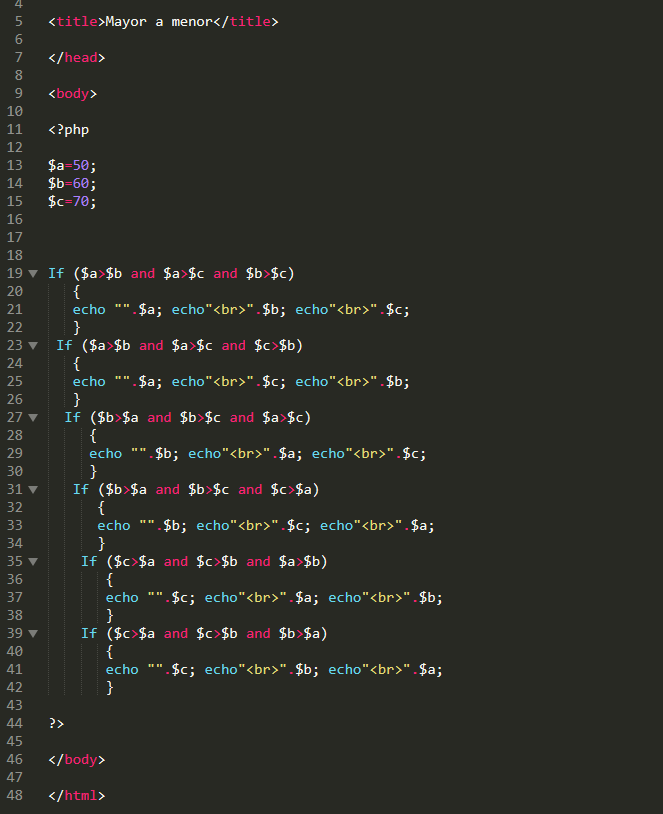 4
5 <title>Mayor a menor</title>
6
7 </head>
8
9 <body>
10
11 <?php
12
13 $a=50;
14 $b=60;
15 $c=70;
16
17
18
19 If ($a>$b and $a>$c and $b>$c)
20 {
21 echo "".$a; echo"<br>".$b; echo"<br>".$c;
22 }
23 If ($a>$b and $a>$c and $c>$b)
24 {
25 echo "".$a; echo"<br>".$c; echo"<br>".$b;
26 }
27 If ($b>$a and $b>$c and $a>$c)
28 {
29 echo "".$b; echo"<br>".$a; echo"<br>".$c;
30 }
31 If ($b>$a and $b>$c and $c>$a)
32 {
33 echo "".$b; echo"<br>".$c; echo"<br>".$a;
34 }
35 If ($c>$a and $c>$b and $a>$b)
36 {
37 echo "".$c; echo"<br>".$a; echo"<br>".$b;
38 }
39 If ($c>$a and $c>$b and $b>$a)
40 {
41 echo "".$c; echo"<br>".$b; echo"<br>".$a;
42 }
43
44 ?>
45
46 </body>
47
48 </html>